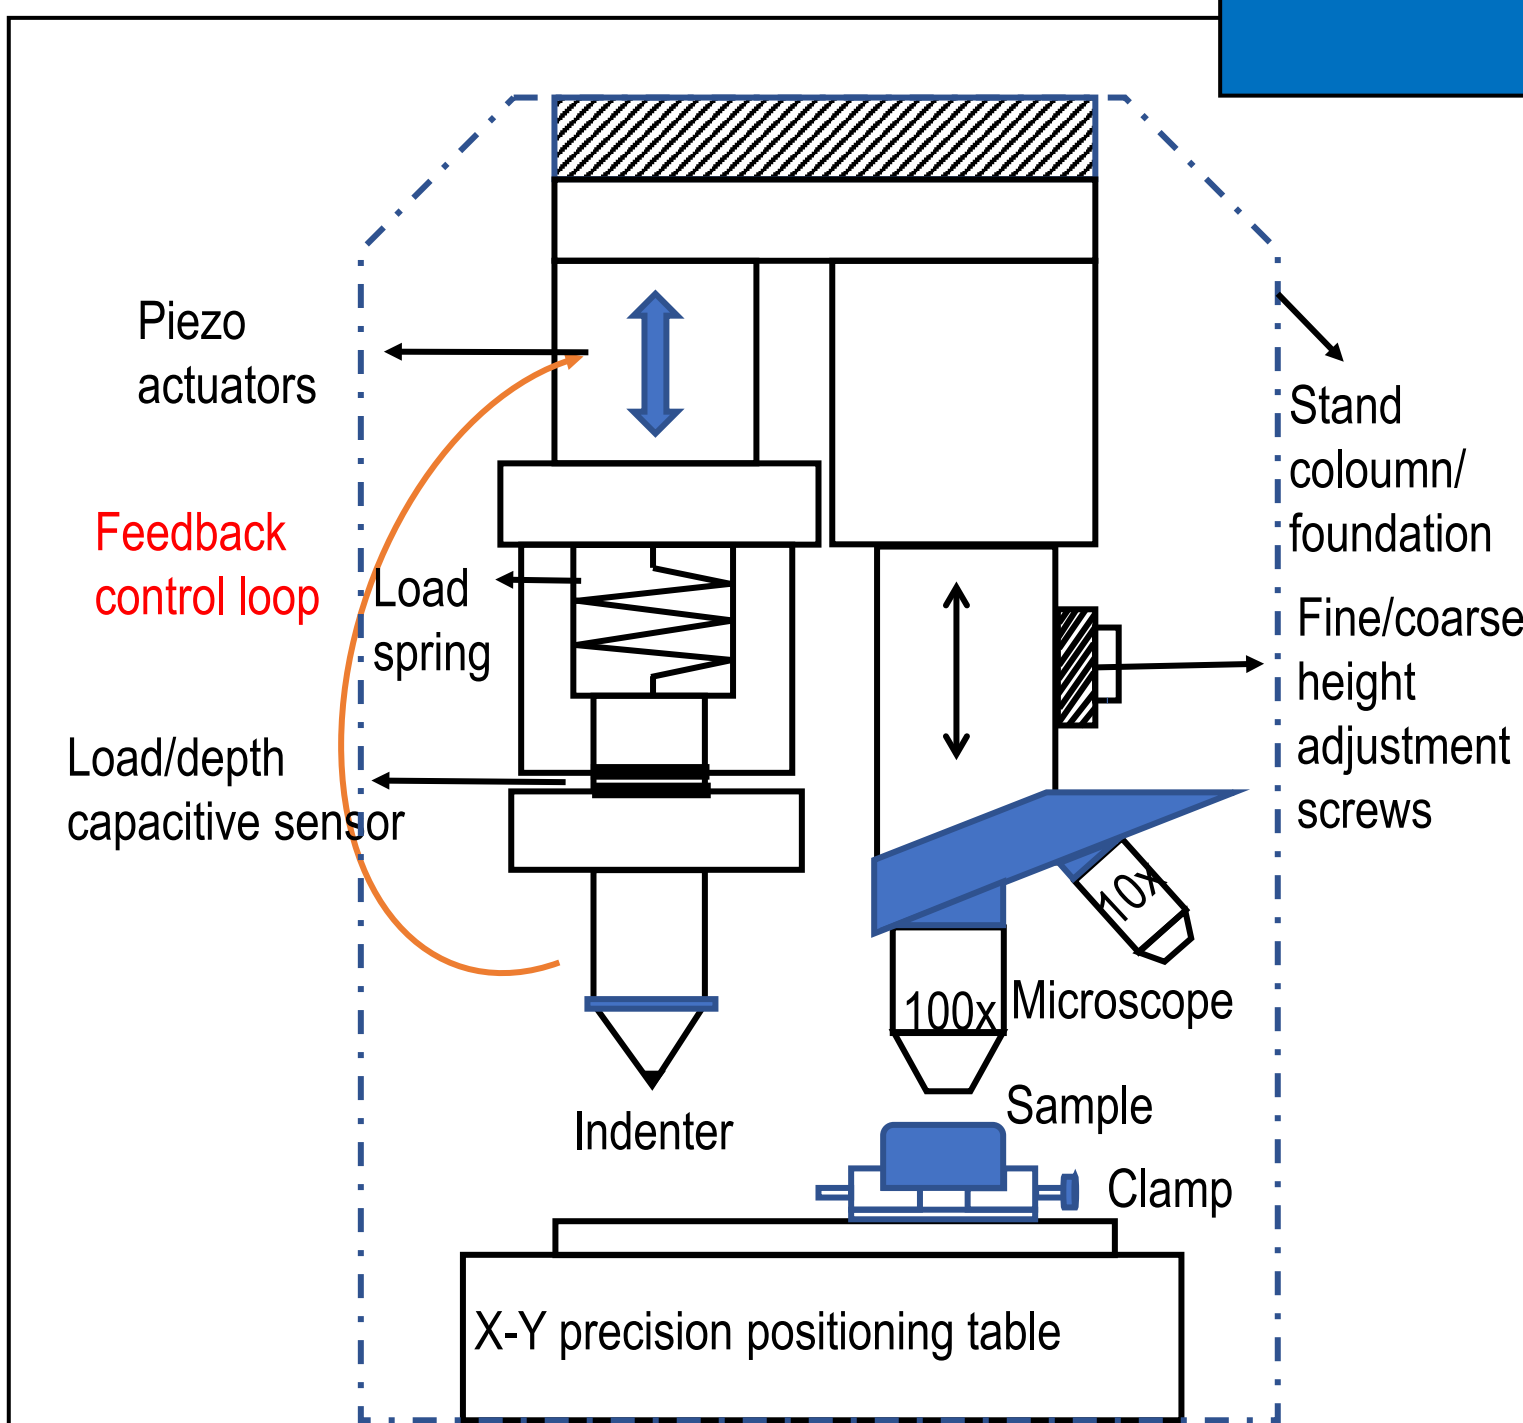 Piezo
actuators
Stand
coloumn/
foundation
Feedback
control loop
Load
spring
Fine/coarse
height
adjustment
screws
Load/depth
capacitive sensor
10x
100x
Microscope
Sample
Indenter
Clamp
X-Y precision positioning table